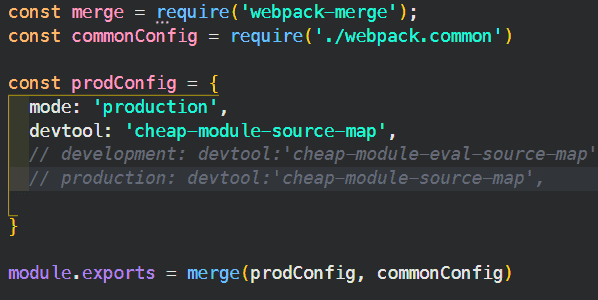 const merge = require('webpack-merge');
const commonConfig = require('./webpack.common')
const prodConfig = {
mode: 'production',
devtool: 'cheap-module-source-map',
// development: devtool:'cheap-module-eval-source-map'
// production: devtool:'cheap-module-source-map',
}
module.exports = merge(prodConfig, commonConfig)